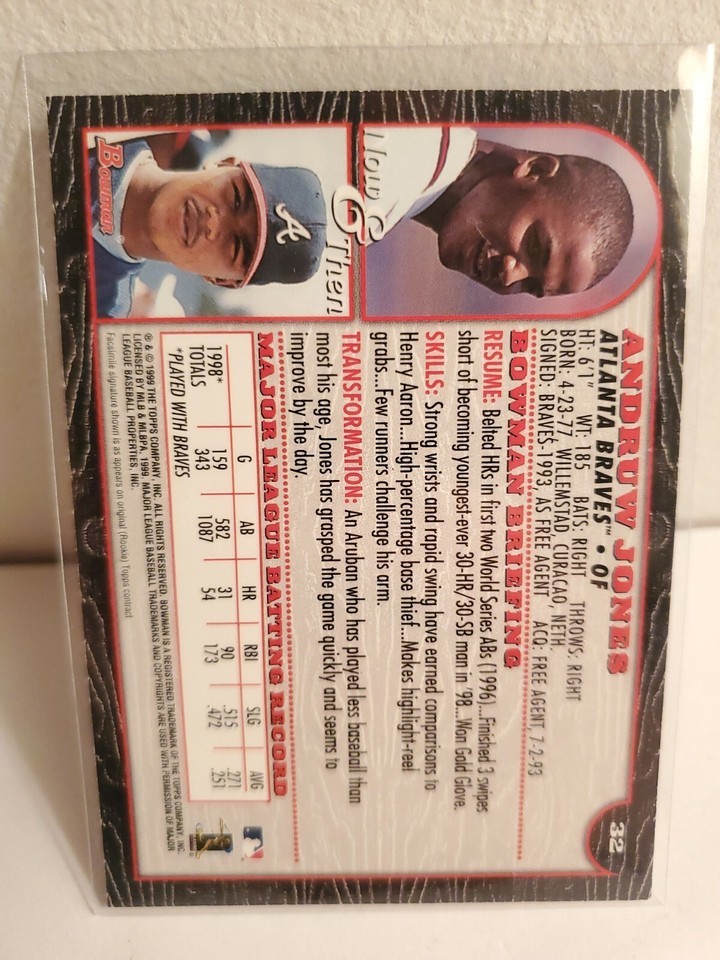 32
ANDRUW JONES
ATLANTA BRAVES™ • OF
HT: 6'1" WT: 185 BATS: RIGHT THROWS: RIGHT
BORN: 4-23-77, WILLEMSTAD, CURACAO, NETH.
SIGNED: BRAVES-1993, AS FREE AGENT ACQ: FREE AGENT, 7-2-93
BOWMAN BRIEFING
RESUME: Belted HRs in first two World Series ABs (1996)...Finished 3 swipes
short of becoming youngest-ever 30-HR/30-SB man in '98...Won Gold Glove.
SKILLS: Strong wrists and rapid swing have earned comparisons to
Henry Aaron...High-percentage base thief...Makes highlight-reel
grabs...Few runners challenge his arm.
TRANSFORMATION: An Aruban who has played less baseball than
most his age, Jones has grasped the game quickly and seems to
improve by the day.
Now & Then
A
Bowman
MAJOR LEAGUE BATTING RECORD
G AB HR RBI SLG AVG
1998* 159 582 31 90 .515 .271
TOTALS 343 1087 54 173 .472 .251
*PLAYED WITH BRAVES
® & © 1999 THE TOPPS COMPANY, INC. ALL RIGHTS RESERVED. BOWMAN IS A REGISTERED TRADEMARK OF THE TOPPS COMPANY, INC.
LICENSED BY MLB & MLBPA, 1999. MAJOR LEAGUE BASEBALL TRADEMARKS AND COPYRIGHTS ARE USED WITH PERMISSION OF MAJOR
LEAGUE BASEBALL PROPERTIES, INC.
Facsimile signature shown is as appears on original (Rookie) Topps contract